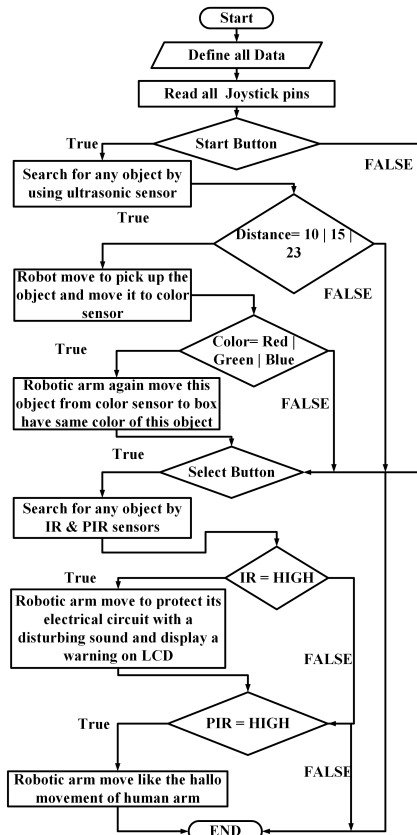 Start
Define all Data
Read all Joystick pins
Start Button
True
FALSE
Search for any object by
using ultrasonic sensor
True
Distance= 10 | 15 |
23
Robot move to pick up the
object and move it to color
sensor
FALSE
Color= Red |
Green | Blue
True
Robotic arm again move this
object from color sensor to box
have same color of this object
FALSE
True
Select Button
Search for any object by
IR & PIR sensors
True
IR = HIGH
Robotic arm move to protect its
electrical circuit with a
disturbing sound and display a
warning on LCD
FALSE
True
PIR = HIGH
FALSE
Robotic arm move like the hallo
movement of human arm
END